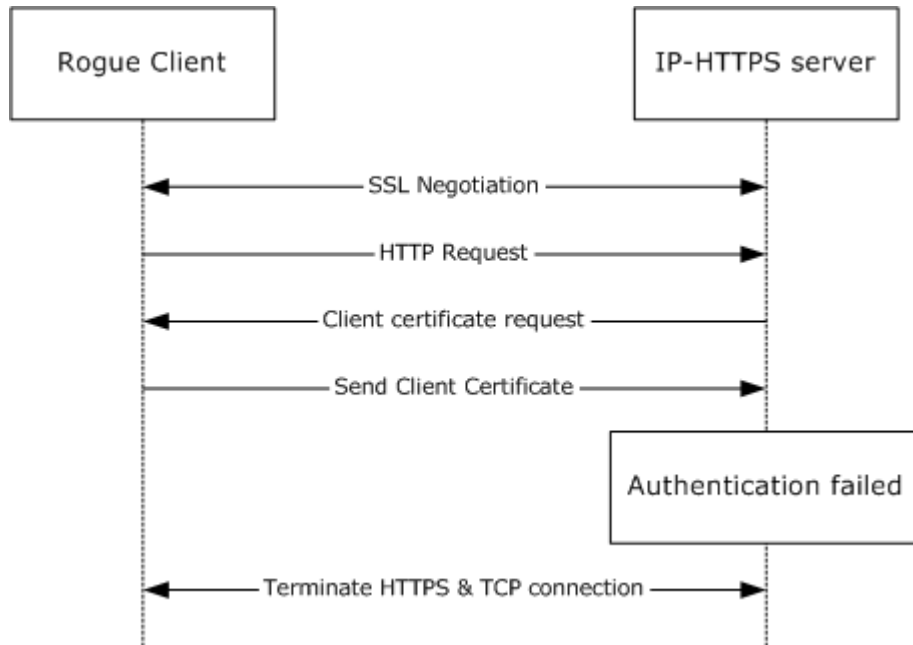 Rogue Client
IP-HTTPS server
SSL Negotiation
HTTP Request
Client certificate request
Send Client Certificate
Authentication failed
Terminate HTTPS & TCP connection